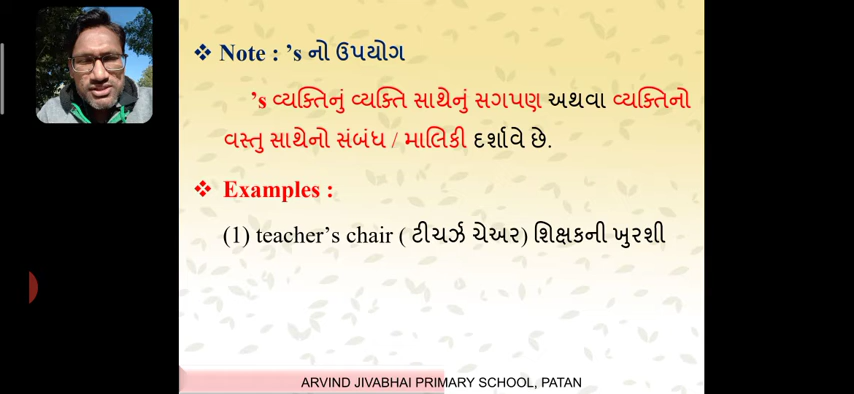 ❖ Note : ’s નો ઉપયોગ
’s વ્યક્તિનું વ્યક્તિ સાથેનું સગપણ અથવા વ્યક્તિનો
વસ્તુ સાથેનો સંબંધ / માલિકી દર્શાવે છે.
❖ Examples :
(1) teacher’s chair ( ટીચર્ઝ ચેઅર) શિક્ષકની ખુરશી
ARVIND JIVABHAI PRIMARY SCHOOL, PATAN